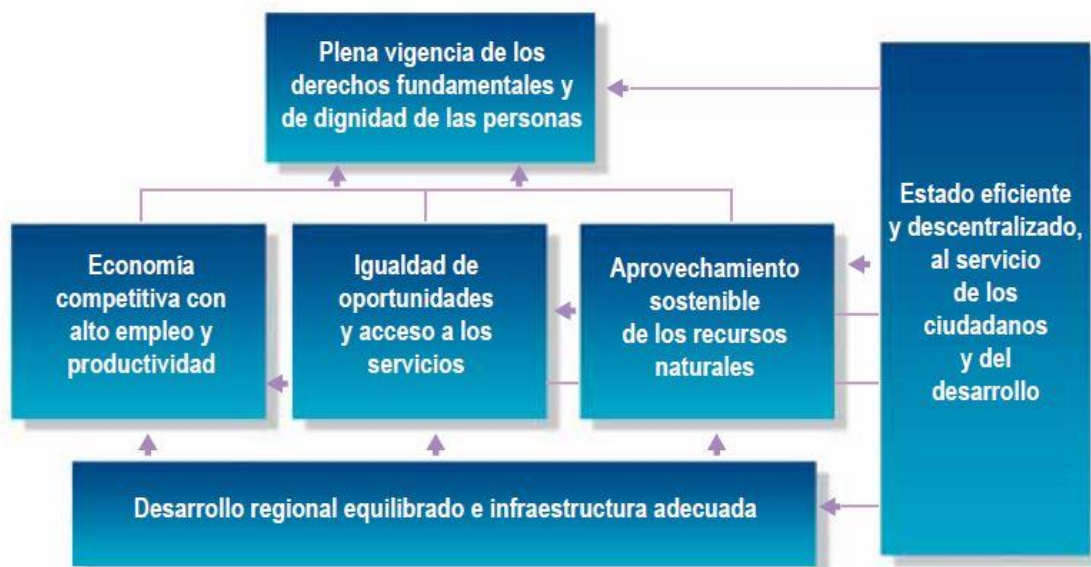 Plena vigencia de los
derechos fundamentales y
de dignidad de las personas
Economía
competitiva con
alto empleo y
productividad
Igualdad de
oportunidades
y acceso a los
servicios
Aprovechamiento
sostenible
de los recursos
naturales
Estado eficiente
y descentralizado,
al servicio
de los
ciudadanos
y del
desarrollo
Desarrollo regional equilibrado e infraestructura adecuada